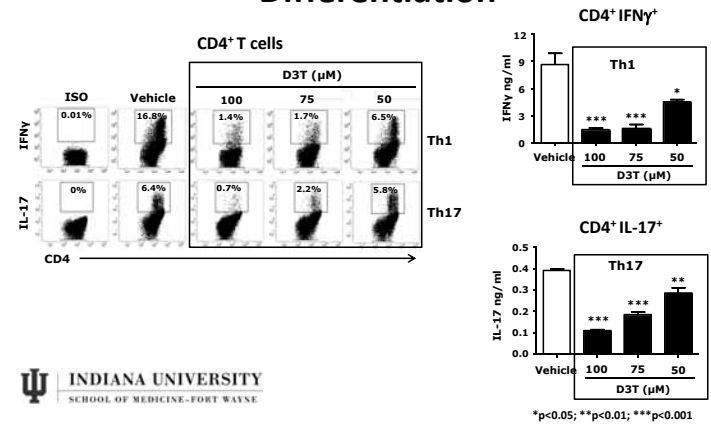 Differentiation
CD4+ T cells
D3T (μM)
ISO Vehicle 100 75 50
IFNγ
0.01% 16.8% 1.4% 1.7% 6.5%
Th1
IL-17
0% 6.4% 0.7% 2.2% 5.8%
Th17
CD4
CD4+ IFNγ+
12
9
6
3
0
IFNγ ng/ml
Th1
*** *** *
Vehicle 100 75 50
D3T (μM)
CD4+ IL-17+
0.5
0.4
0.3
0.2
0.1
0.0
IL-17 ng/ml
Th17
*** *** **
Vehicle 100 75 50
D3T (μM)
*p<0.05; **p<0.01; ***p<0.001
INDIANA UNIVERSITY
SCHOOL OF MEDICINE–FORT WAYNE